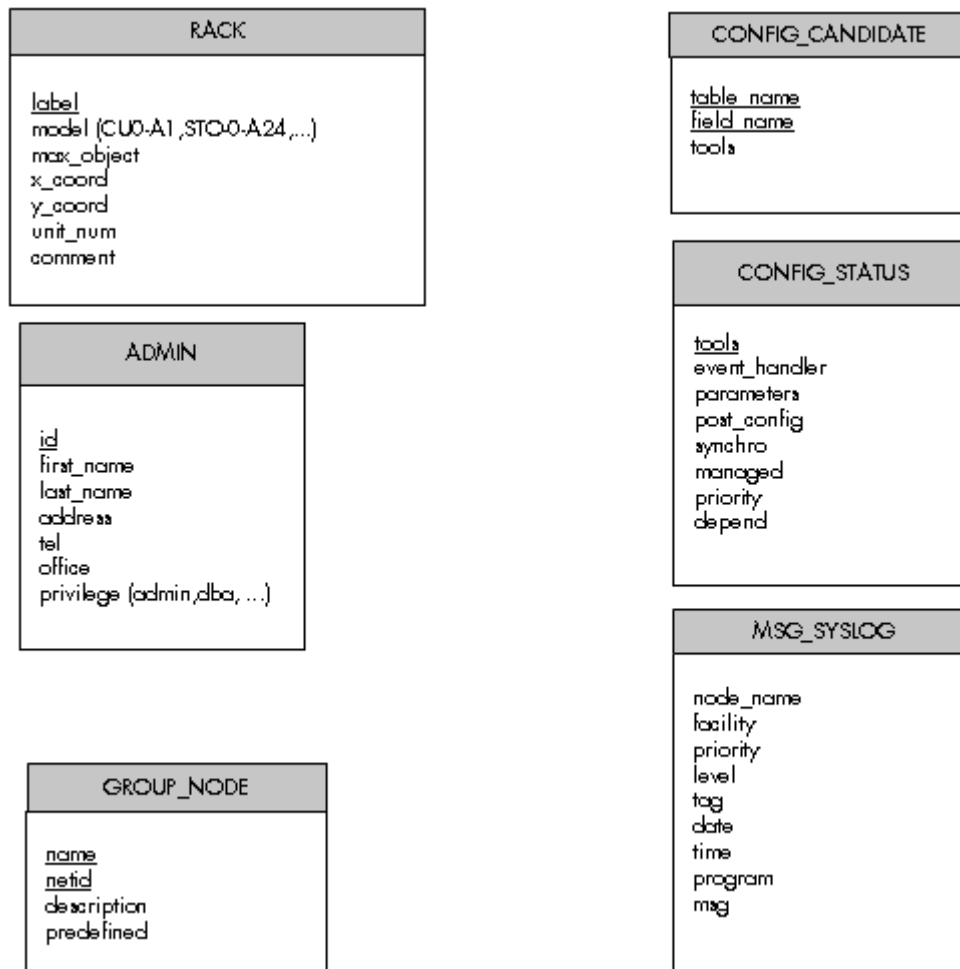 RACK
label
model (CU0-A1,STO-0-A24,...)
max_object
x_coord
y_coord
unit_num
comment
ADMIN
id
first_name
last_name
address
tel
office
privilege (admin,dba, ...)
GROUP_NODE
name
netid
description
predefined
CONFIG_CANDIDATE
table_name
field_name
tools
CONFIG_STATUS
tools
event_handler
parameters
post_config
synchro
managed
priority
depend
MSG_SYSLOG
node_name
facility
priority
level
tag
date
time
program
msg